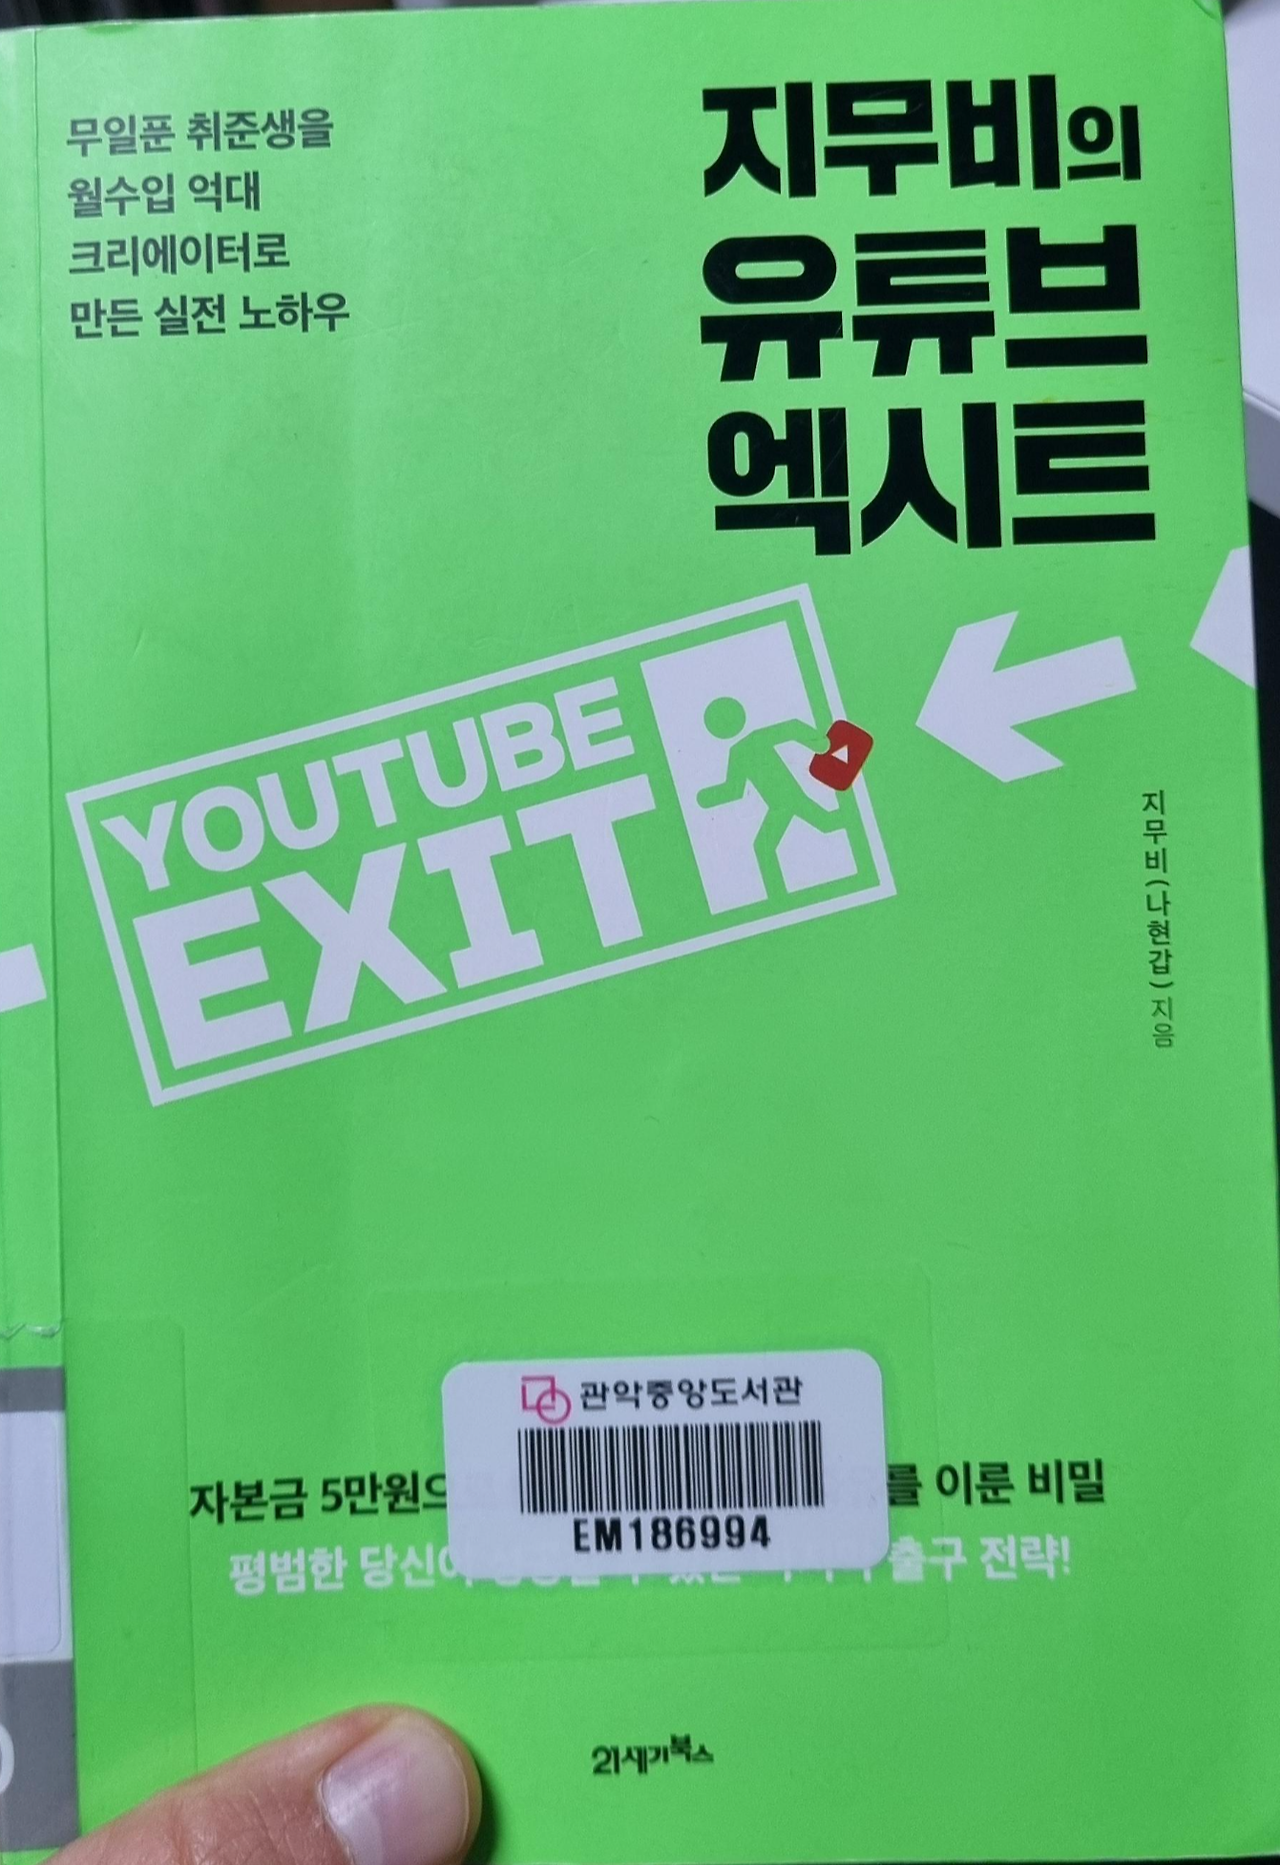 무일푼 취준생을
월수입 억대
크리에이터로
만든 실전 노하우
지무비의
유튜브
엑시트
YOUTUBE
EXIT
지무비(나현갑) 지음
관악중앙도서관
EM186994
자본금 5만원으로 이룬 비밀
평범한 당신이 출구 전략!
21세기북스